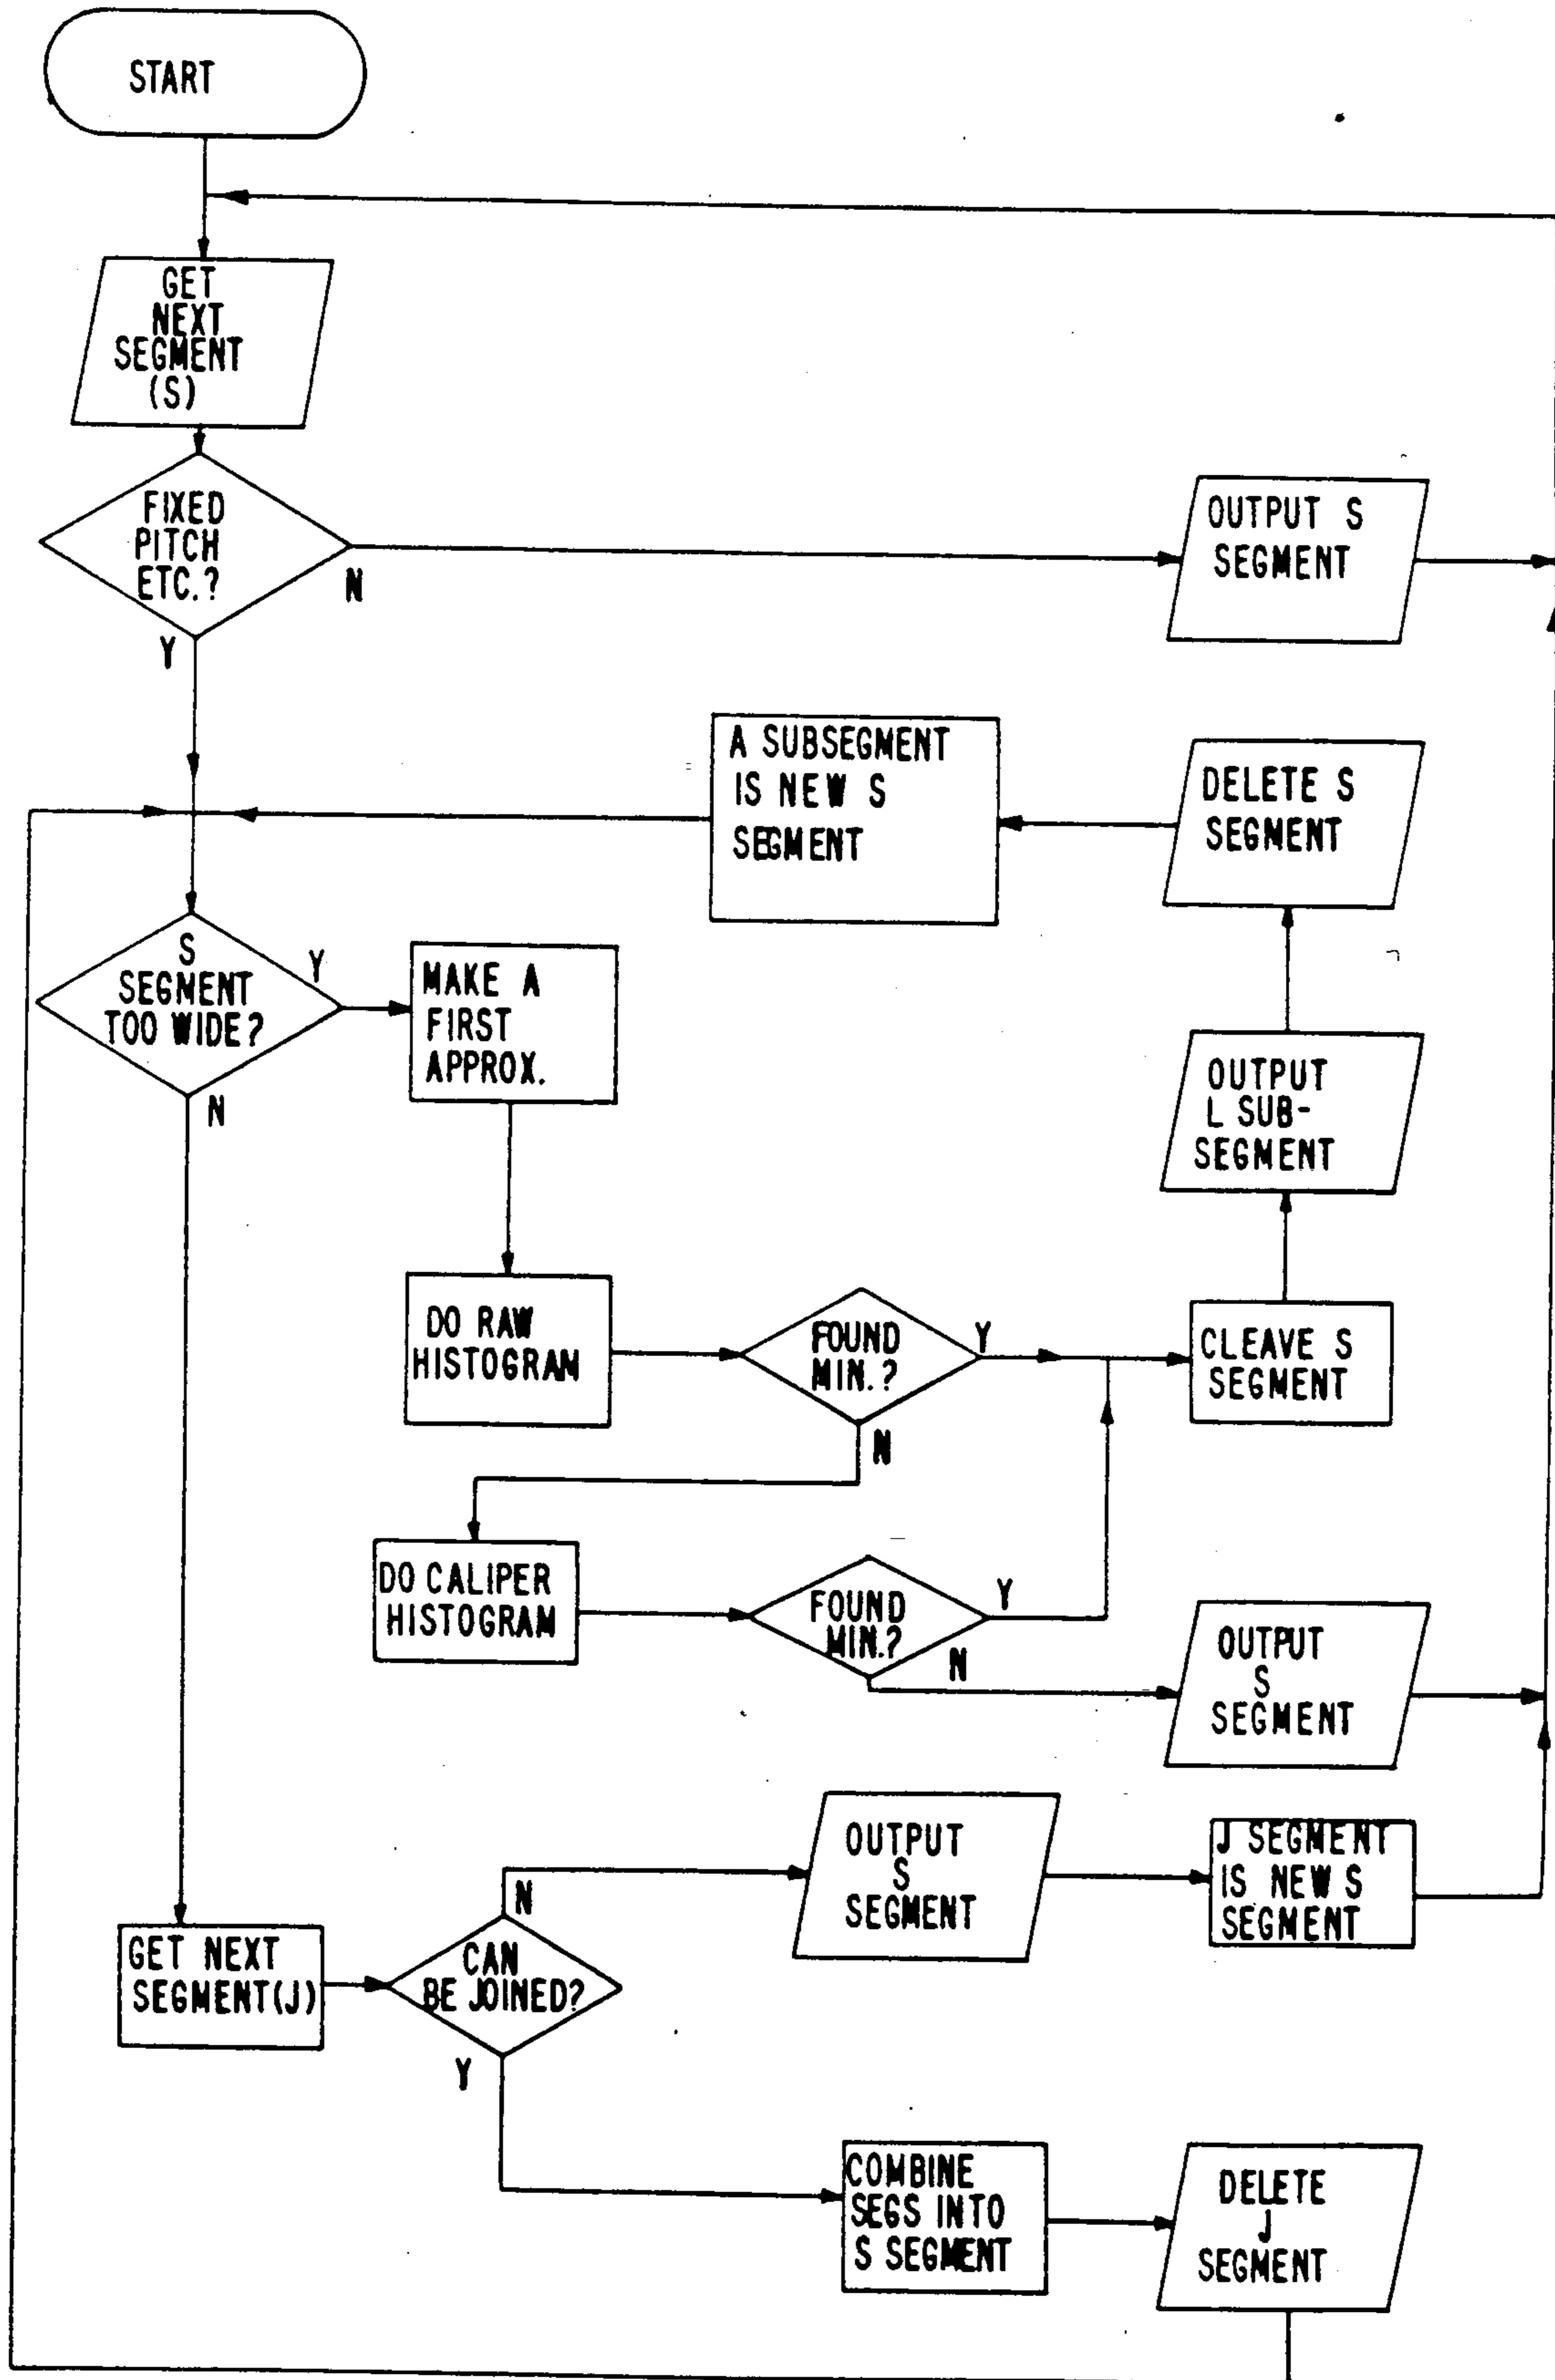 START
GET
NEXT
SEGMENT
(S)
FIXED
PITCH
ETC.?
N
Y
OUTPUT S
SEGMENT
A SUBSEGMENT
IS NEW S
SEGMENT
DELETE S
SEGMENT
S
SEGMENT
TOO WIDE?
Y
N
MAKE A
FIRST
APPROX.
OUTPUT
L SUB-
SEGMENT
DO RAW
HISTOGRAM
FOUND
MIN.?
Y
N
CLEAVE S
SEGMENT
DO CALIPER
HISTOGRAM
FOUND
MIN.?
Y
N
OUTPUT
S
SEGMENT
OUTPUT
S
SEGMENT
J SEGMENT
IS NEW S
SEGMENT
GET NEXT
SEGMENT(J)
CAN
BE JOINED?
N
Y
COMBINE
SEGS INTO
S SEGMENT
DELETE
J
SEGMENT